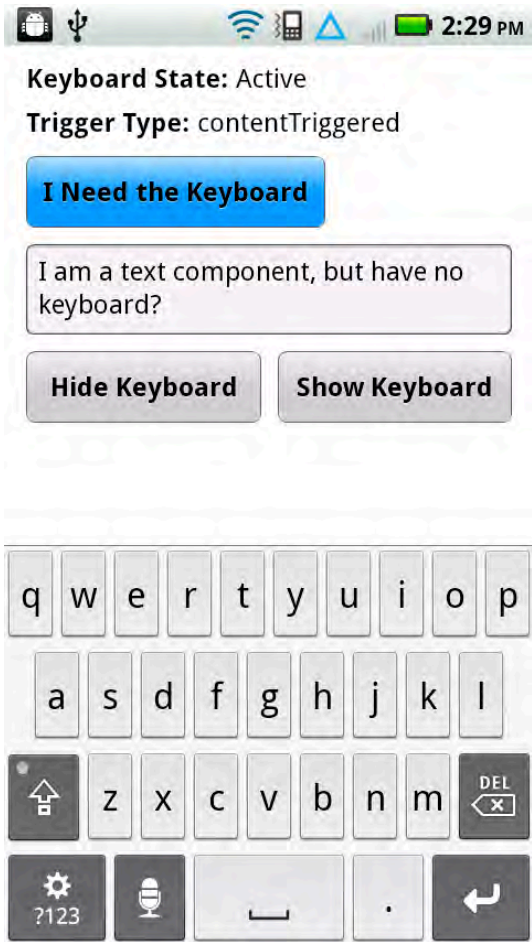 2:29 PM
Keyboard State: Active
Trigger Type: contentTriggered
I Need the Keyboard
I am a text component, but have no
keyboard?
Hide Keyboard Show Keyboard
q w e r t y u i o p
a s d f g h j k l
z x c v b n m DEL
?123 .